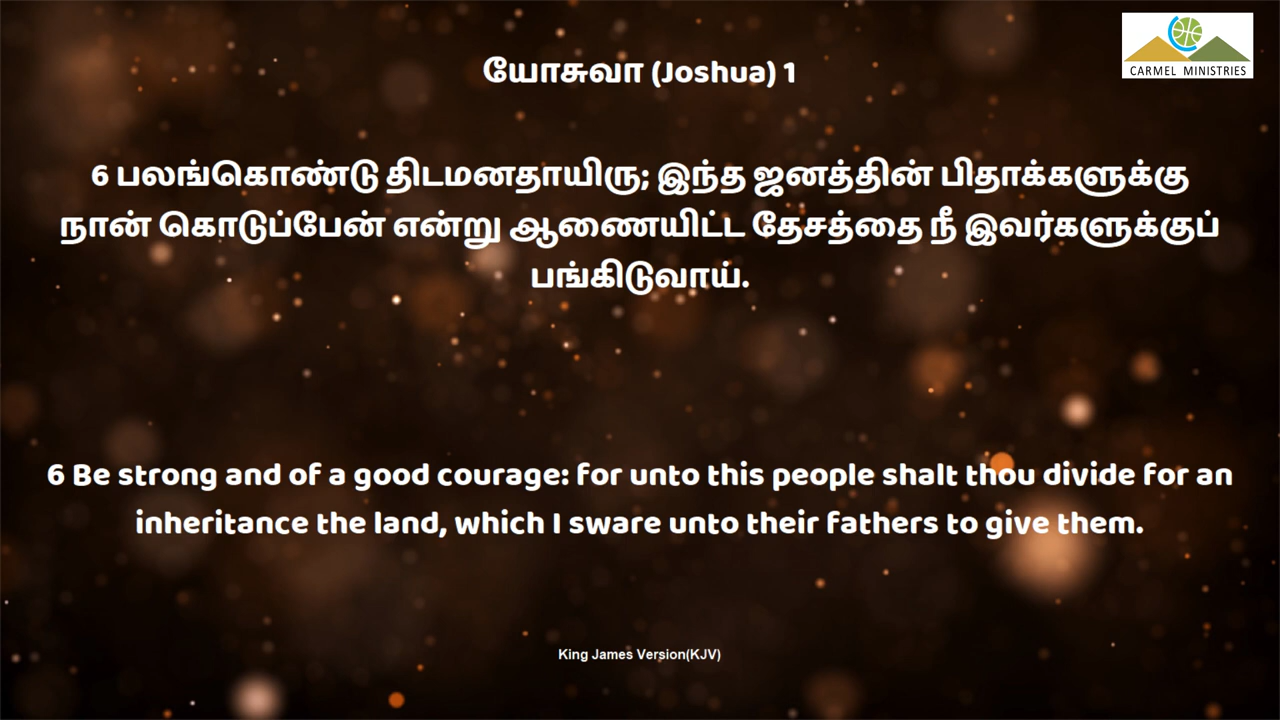 யோசுவா (Joshua) 1
CARMEL MINISTRIES
6 பலங்கொண்டு திடமனதாயிரு; இந்த ஜனத்தின் பிதாக்களுக்கு
நான் கொடுப்பேன் என்று ஆணையிட்ட தேசத்தை நீ இவர்களுக்குப்
பங்கிடுவாய்.
6 Be strong and of a good courage: for unto this people shalt thou divide for an
inheritance the land, which I sware unto their fathers to give them.
King James Version(KJV)